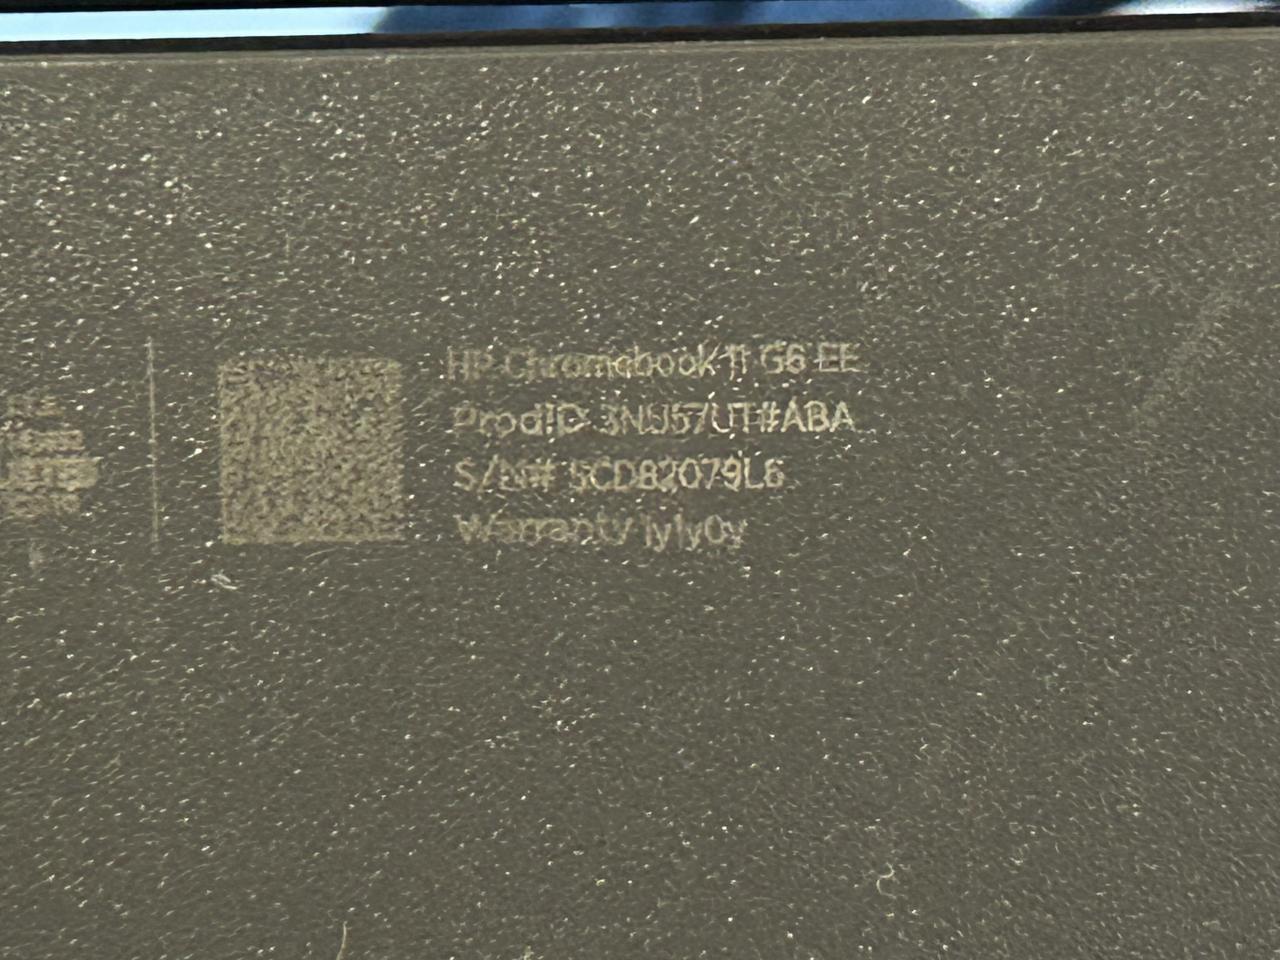 HP Chromebook 11 G6 EE
ProdID 3NU57UT#ABA
S/N# 5CD82079L6
Warranty 1y1y0y